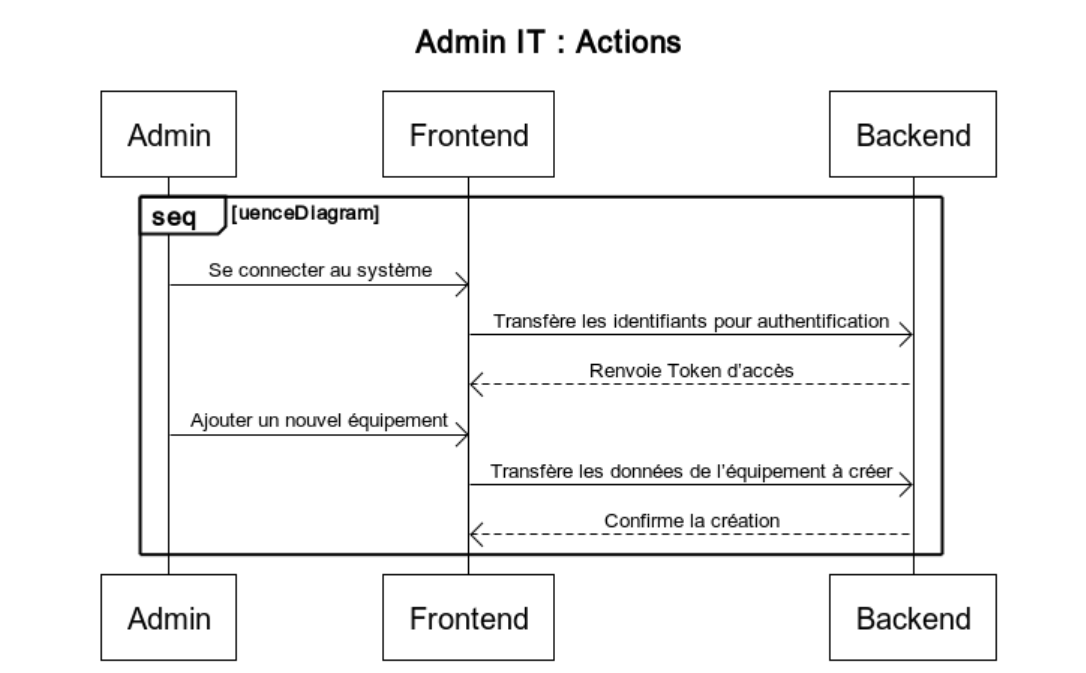 Admin IT : Actions
Admin Frontend Backend
seq [uenceDiagram]
Se connecter au système
Transfère les identifiants pour authentification
Renvoie Token d'accès
Ajouter un nouvel équipement
Transfère les données de l'équipement à créer
Confirme la création
Admin Frontend Backend